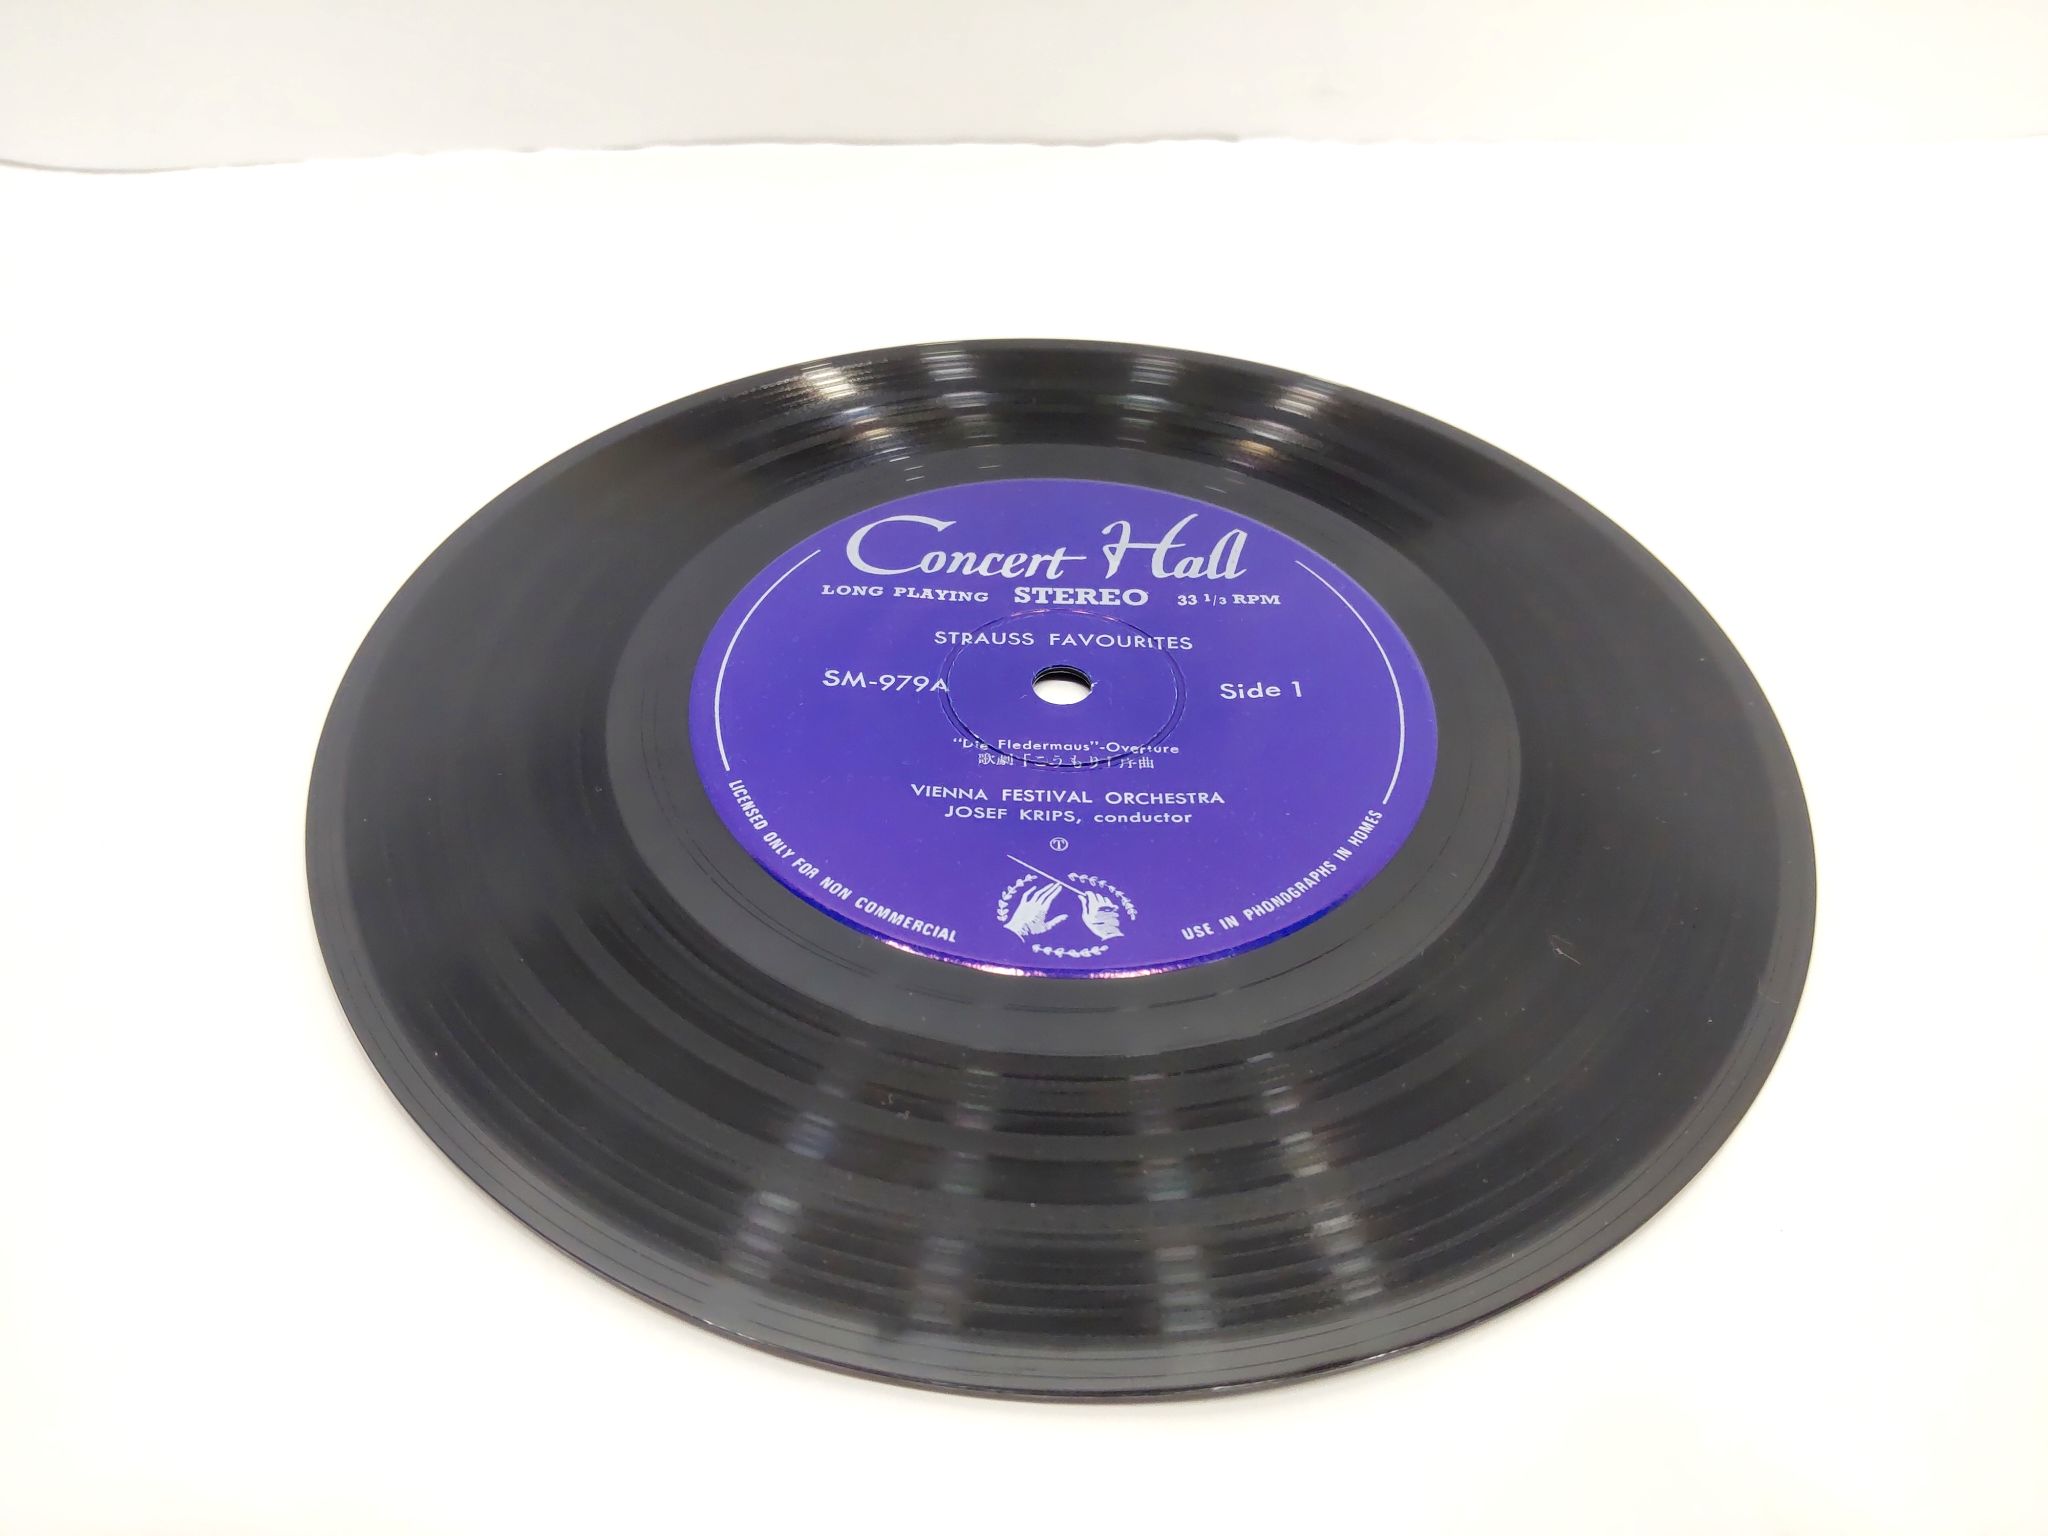 Concert Hall
LONG PLAYING STEREO 33 1/3 RPM
STRAUSS FAVOURITES
SM-979A Side 1
"Die Fledermaus"-Overture
歌劇「こうもり」序曲
VIENNA FESTIVAL ORCHESTRA
JOSEF KRIPS, conductor
Ⓣ
LICENSED ONLY FOR NON COMMERCIAL USE IN PHONOGRAPHS IN HOMES